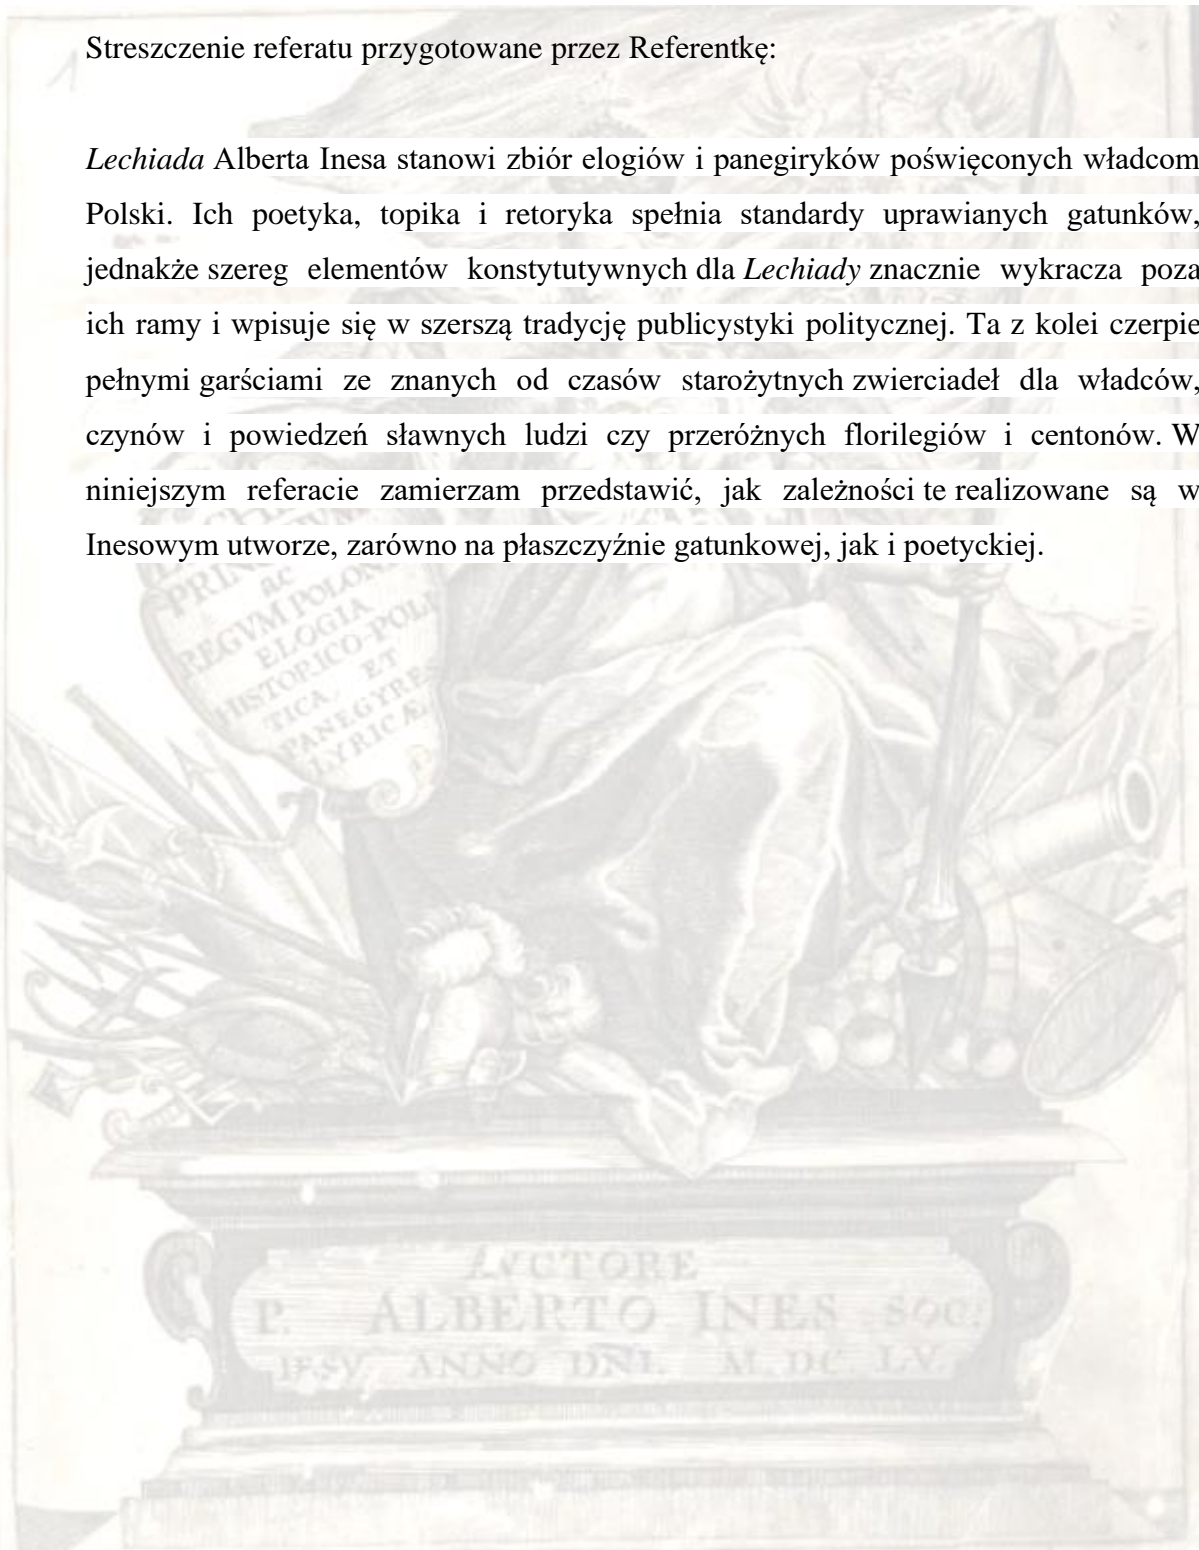 Streszczenie referatu przygotowane przez Referentkę:
Lechiada Alberta Inesa stanowi zbiór elogiów i panegiryków poświęconych władcom
Polski. Ich poetyka, topika i retoryka spełnia standardy uprawianych gatunków,
jednakże szereg elementów konstytutywnych dla Lechiady znacznie wykracza poza
ich ramy i wpisuje się w szerszą tradycję publicystyki politycznej. Ta z kolei czerpie
pełnymi garściami ze znanych od czasów starożytnych zwierciadeł dla władców,
czynów i powiedzeń sławnych ludzi czy przeróżnych florilegiów i centonów. W
niniejszym referacie zamierzam przedstawić, jak zależności te realizowane są w
Inesowym utworze, zarówno na płaszczyźnie gatunkowej, jak i poetyckiej.
ac
REGVM POLONI
ELOGIA
HISTORICO-POLI
TICA ET
PANEGYRES
LYRICÆ
AVCTORE
P. ALBERTO INES SOC:
IESV ANNO DNI. M. DC. LV.